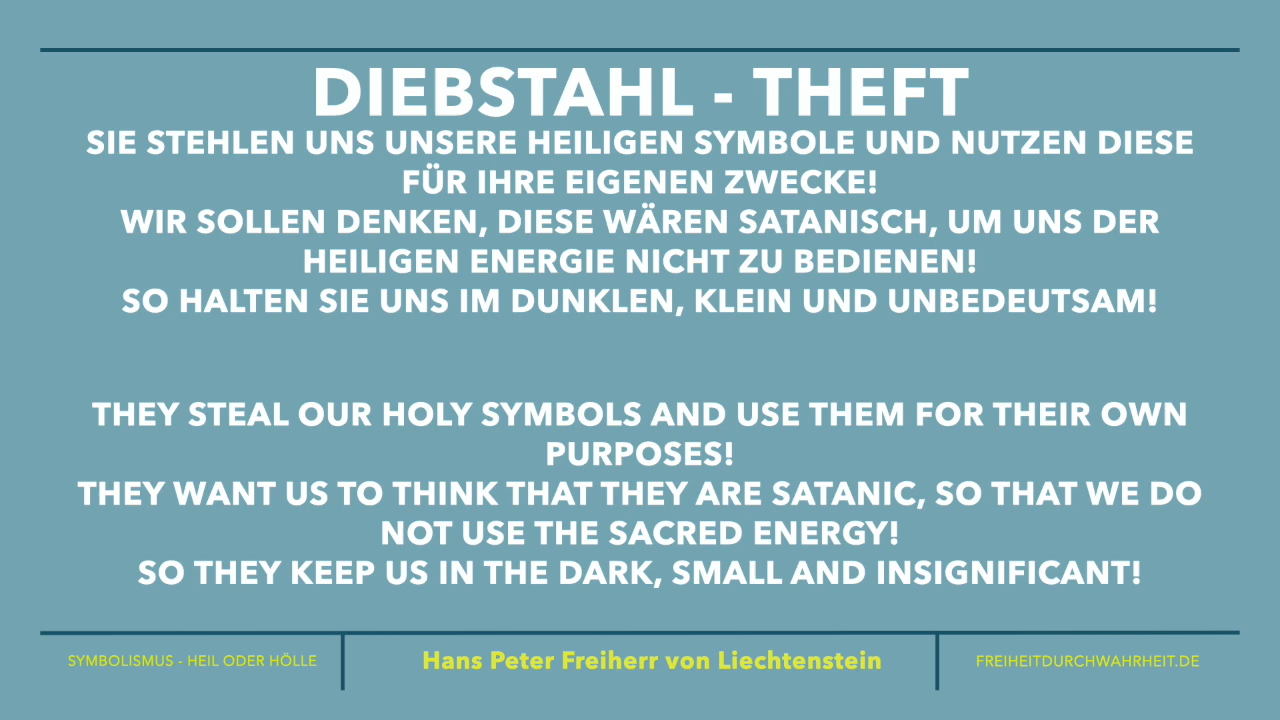 DIEBSTAHL - THEFT
SIE STEHLEN UNS UNSERE HEILIGEN SYMBOLE UND NUTZEN DIESE
FÜR IHRE EIGENEN ZWECKE!
WIR SOLLEN DENKEN, DIESE WÄREN SATANISCH, UM UNS DER
HEILIGEN ENERGIE NICHT ZU BEDIENEN!
SO HALTEN SIE UNS IM DUNKLEN, KLEIN UND UNBEDEUTSAM!
THEY STEAL OUR HOLY SYMBOLS AND USE THEM FOR THEIR OWN
PURPOSES!
THEY WANT US TO THINK THAT THEY ARE SATANIC, SO THAT WE DO
NOT USE THE SACRED ENERGY!
SO THEY KEEP US IN THE DARK, SMALL AND INSIGNIFICANT!
SYMBOLISMUS - HEIL ODER HÖLLE
Hans Peter Freiherr von Liechtenstein
FREIHEITDURCHWAHRHEIT.DE